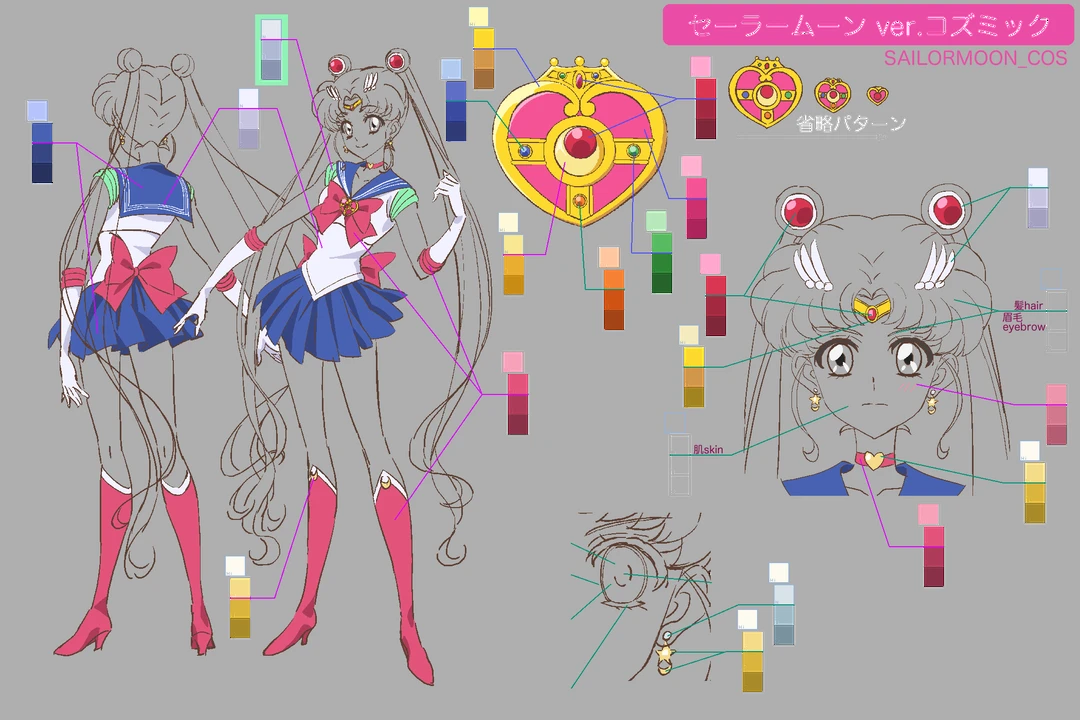 セーラームーン ver.コズミック
SAILORMOON_COS
省略パターン
髪hair
眉毛
eyebrow
肌skin